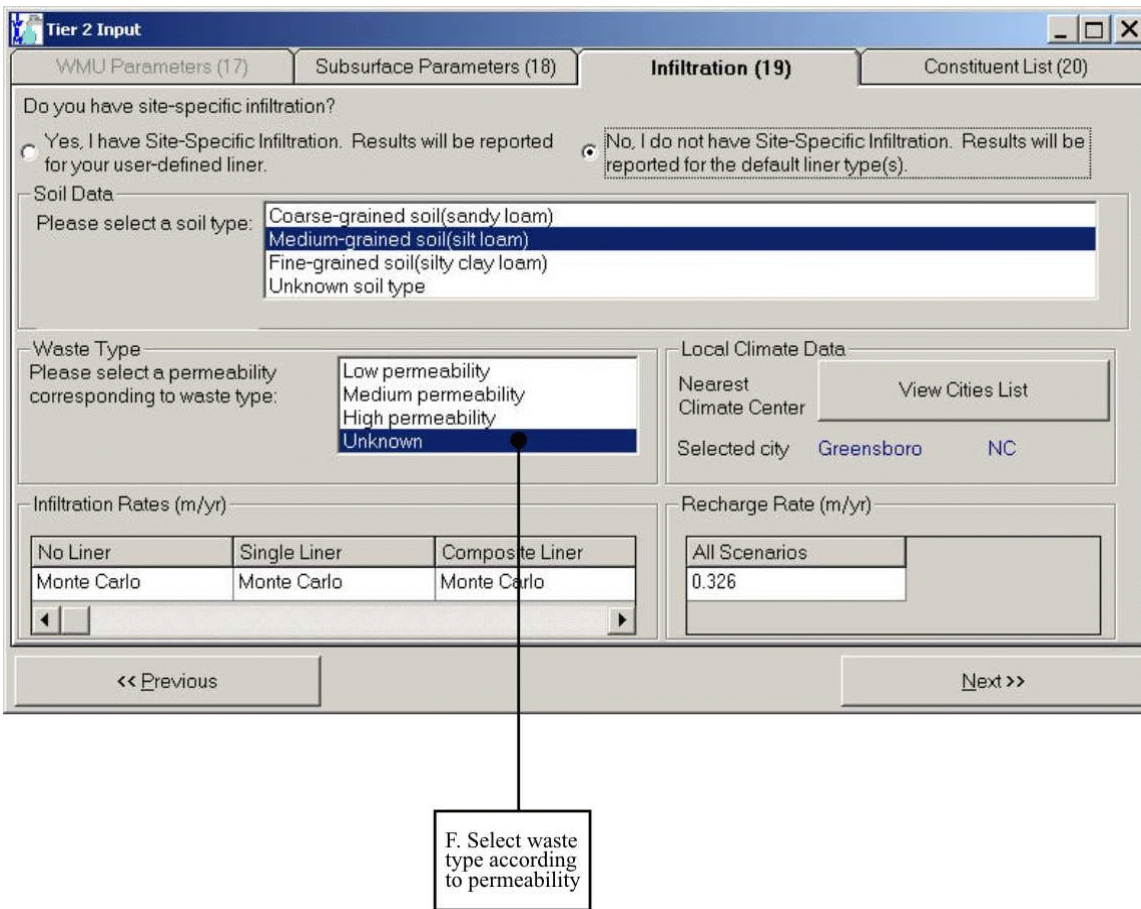 Tier 2 Input
WMU Parameters (17)
Subsurface Parameters (18)
Infiltration (19)
Constituent List (20)
Do you have site-specific infiltration?
Yes, I have Site-Specific Infiltration. Results will be reported
for your user-defined liner.
No, I do not have Site-Specific Infiltration. Results will be
reported for the default liner type(s).
Soil Data
Please select a soil type:
Coarse-grained soil(sandy loam)
Medium-grained soil(silt loam)
Fine-grained soil(silty clay loam)
Unknown soil type
Waste Type
Please select a permeability
corresponding to waste type:
Low permeability
Medium permeability
High permeability
Unknown
Local Climate Data
Nearest
Climate Center
View Cities List
Selected city Greensboro NC
Infiltration Rates (m/yr)
No Liner Single Liner Composite Liner
Monte Carlo Monte Carlo Monte Carlo
Recharge Rate (m/yr)
All Scenarios
0.326
<< Previous
Next >>
F. Select waste
type according
to permeability